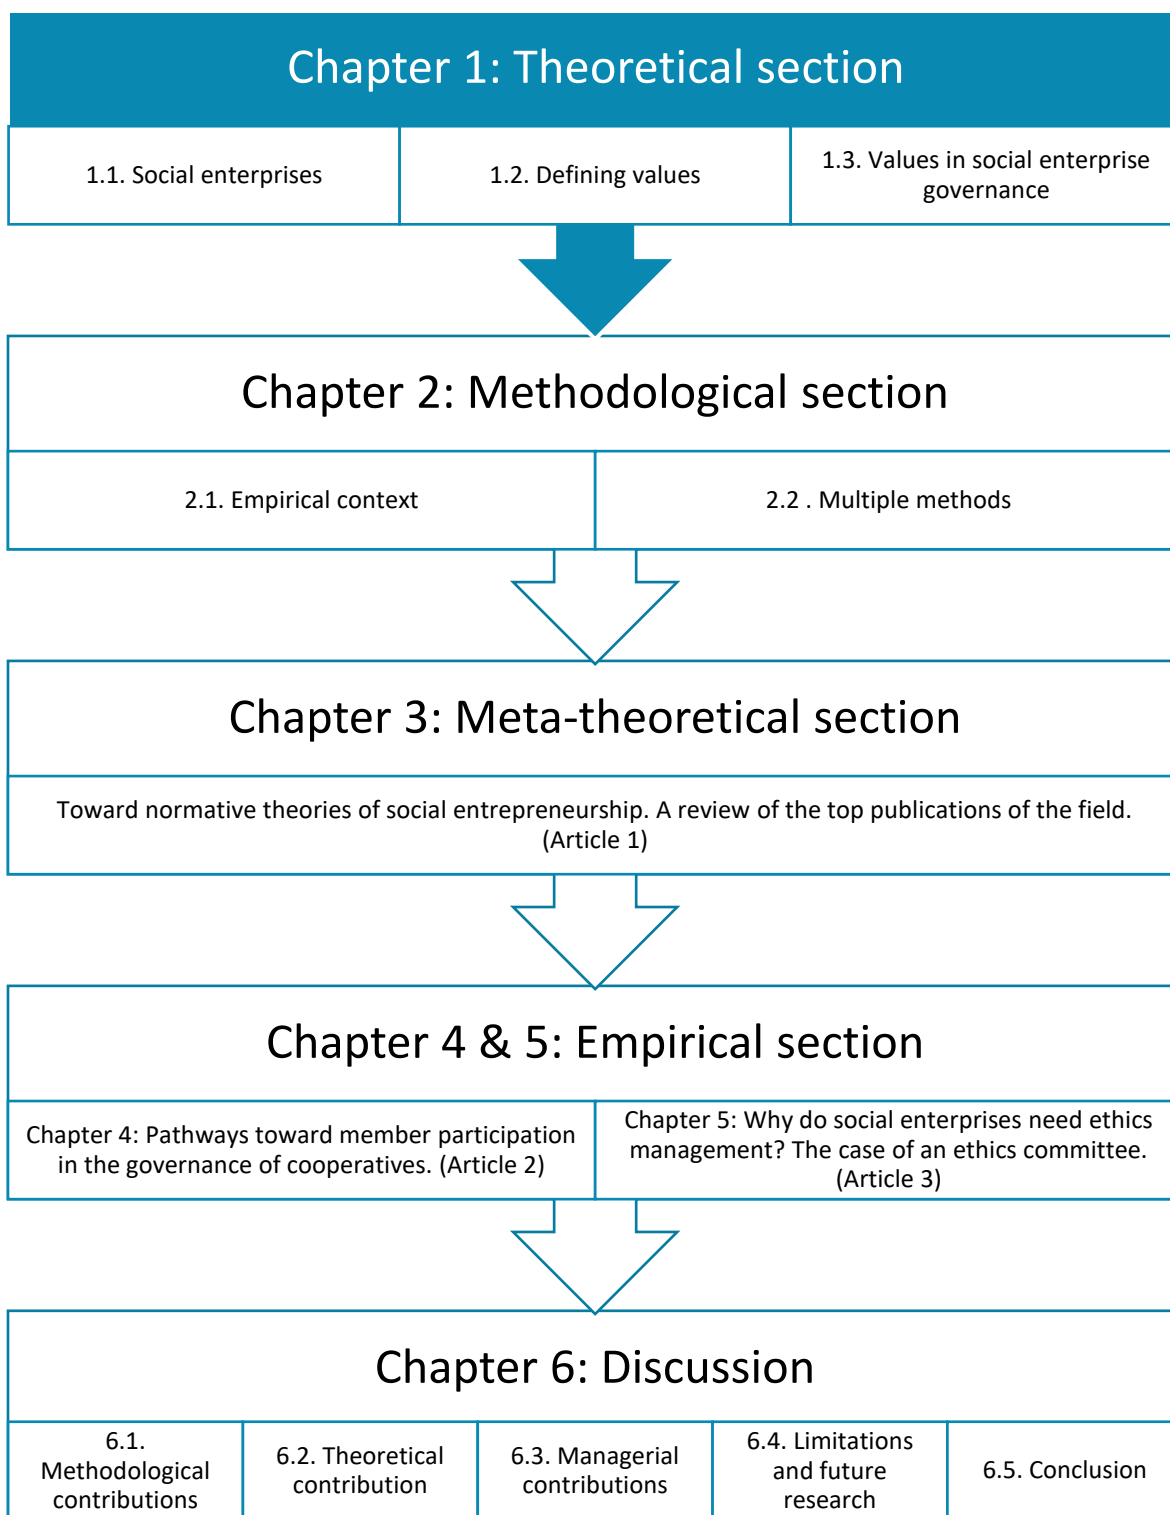 Chapter 1: Theoretical section
1.1. Social enterprises
1.2. Defining values
1.3. Values in social enterprise
governance
Chapter 2: Methodological section
2.1. Empirical context
2.2 . Multiple methods
Chapter 3: Meta-theoretical section
Toward normative theories of social entrepreneurship. A review of the top publications of the field.
(Article 1)
Chapter 4 & 5: Empirical section
Chapter 4: Pathways toward member participation
in the governance of cooperatives. (Article 2)
Chapter 5: Why do social enterprises need ethics
management? The case of an ethics committee.
(Article 3)
Chapter 6: Discussion
6.1.
Methodological
contributions
6.2. Theoretical
contribution
6.3. Managerial
contributions
6.4. Limitations
and future
research
6.5. Conclusion